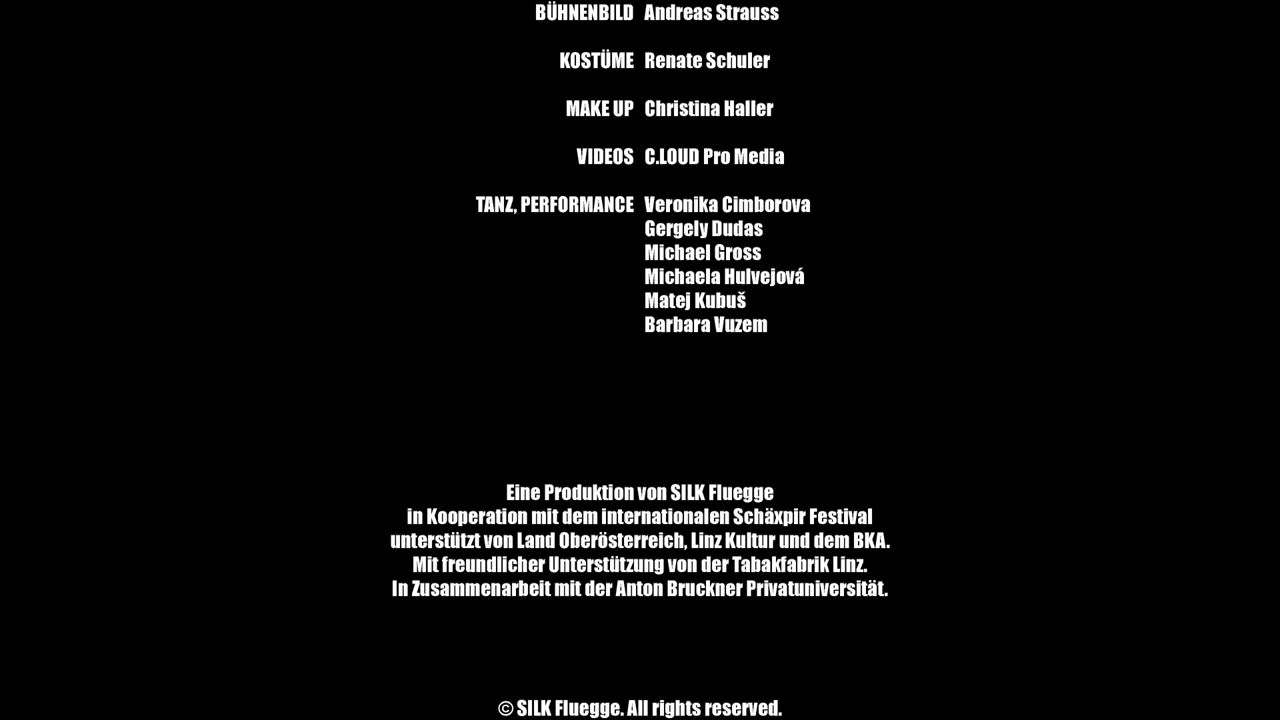 BÜHNENBILD Andreas Strauss
KOSTÜME Renate Schuler
MAKE UP Christina Haller
VIDEOS C.LOUD Pro Media
TANZ, PERFORMANCE Veronika Cimborova
Gergely Dudas
Michael Gross
Michaela Hulvejová
Matej Kubuš
Barbara Vuzem
Eine Produktion von SILK Fluegge
in Kooperation mit dem internationalen Schäxpir Festival
unterstützt von Land Oberösterreich, Linz Kultur und dem BKA.
Mit freundlicher Unterstützung von der Tabakfabrik Linz.
In Zusammenarbeit mit der Anton Bruckner Privatuniversität.
© SILK Fluegge. All rights reserved.